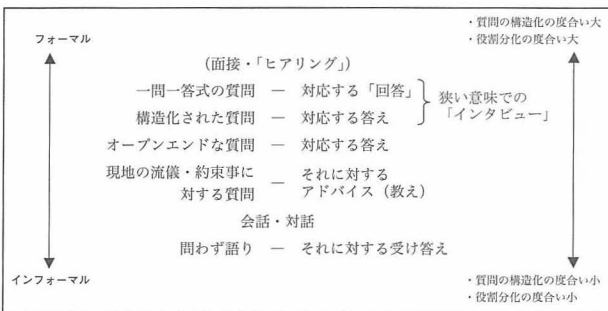 ・質問の構造化の度合い大
・役割分化の度合い大
フォーマル
(面接・「ヒアリング」)
一問一答式の質問 — 対応する「回答」
構造化された質問 — 対応する答え
狭い意味での
「インタビュー」
オープンエンドな質問 — 対応する答え
現地の流儀・約束事に
対する質問 — それに対する
アドバイス(教え)
会話・対話
問わず語り — それに対する受け答え
インフォーマル
・質問の構造化の度合い小
・役割分化の度合い小